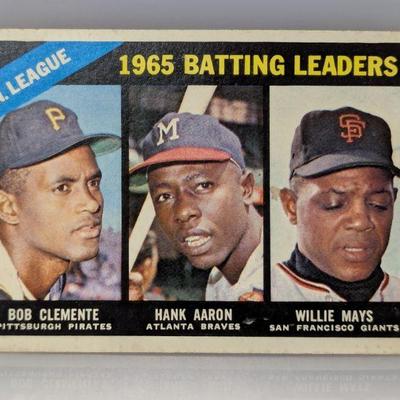 N. LEAGUE
1965 BATTING LEADERS
P
M
SF
BOB CLEMENTE
PITTSBURGH PIRATES
HANK AARON
ATLANTA BRAVES
WILLIE MAYS
SAN FRANCISCO GIANTS